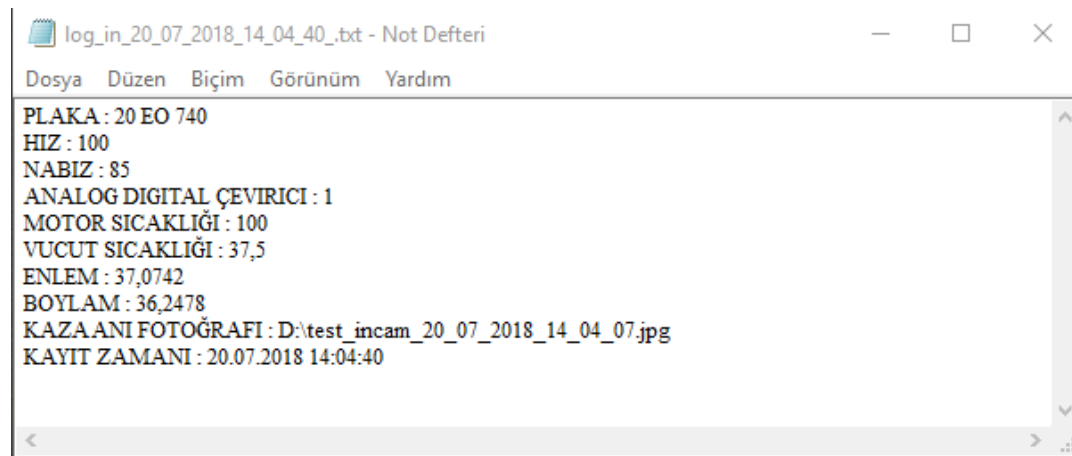 log_in_20_07_2018_14_04_40_.txt - Not Defteri
Dosya Düzen Biçim Görünüm Yardım
PLAKA : 20 EO 740
HIZ : 100
NABIZ : 85
ANALOG DIGITAL ÇEVIRICI : 1
MOTOR SICAKLIĞI : 100
VUCUT SICAKLIĞI : 37,5
ENLEM : 37,0742
BOYLAM : 36,2478
KAZA ANI FOTOĞRAFI : D:\test_incam_20_07_2018_14_04_07.jpg
KAYIT ZAMANI : 20.07.2018 14:04:40